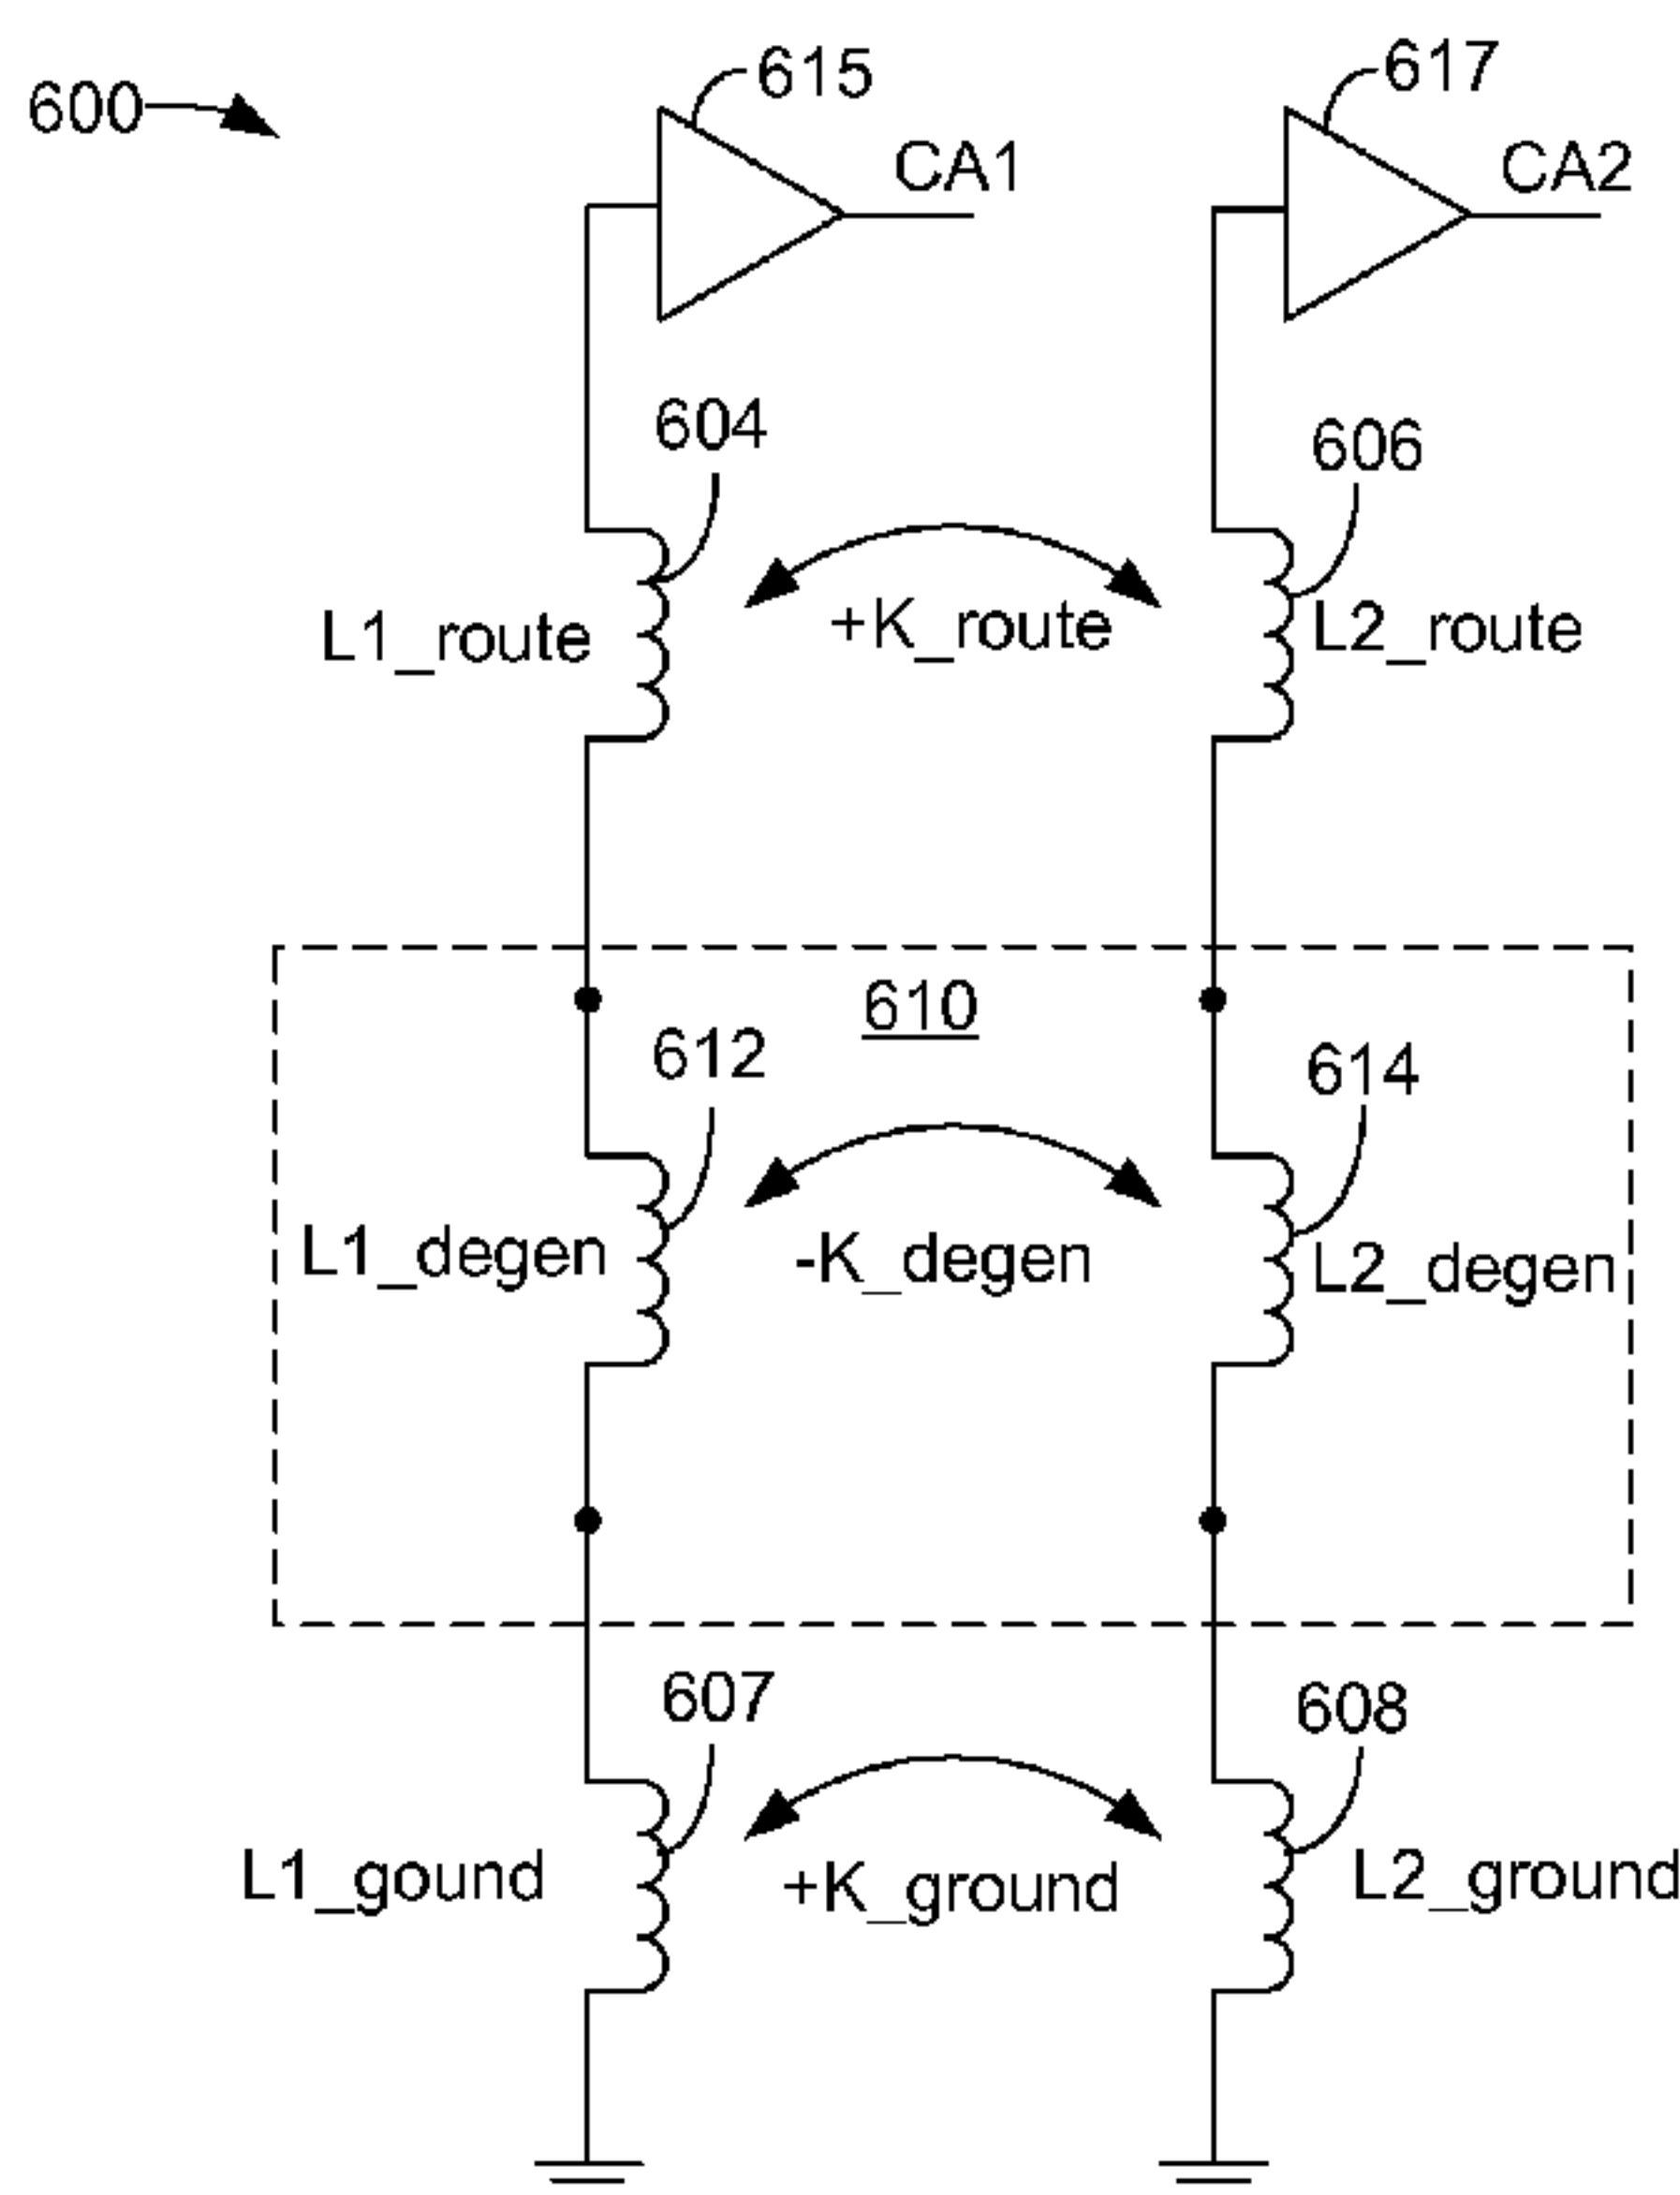 600
615
617
CA1
CA2
604
606
L1_route
+K_route
L2_route
610
612
614
L1_degen
-K_degen
L2_degen
607
608
L1_gound
+K_ground
L2_ground